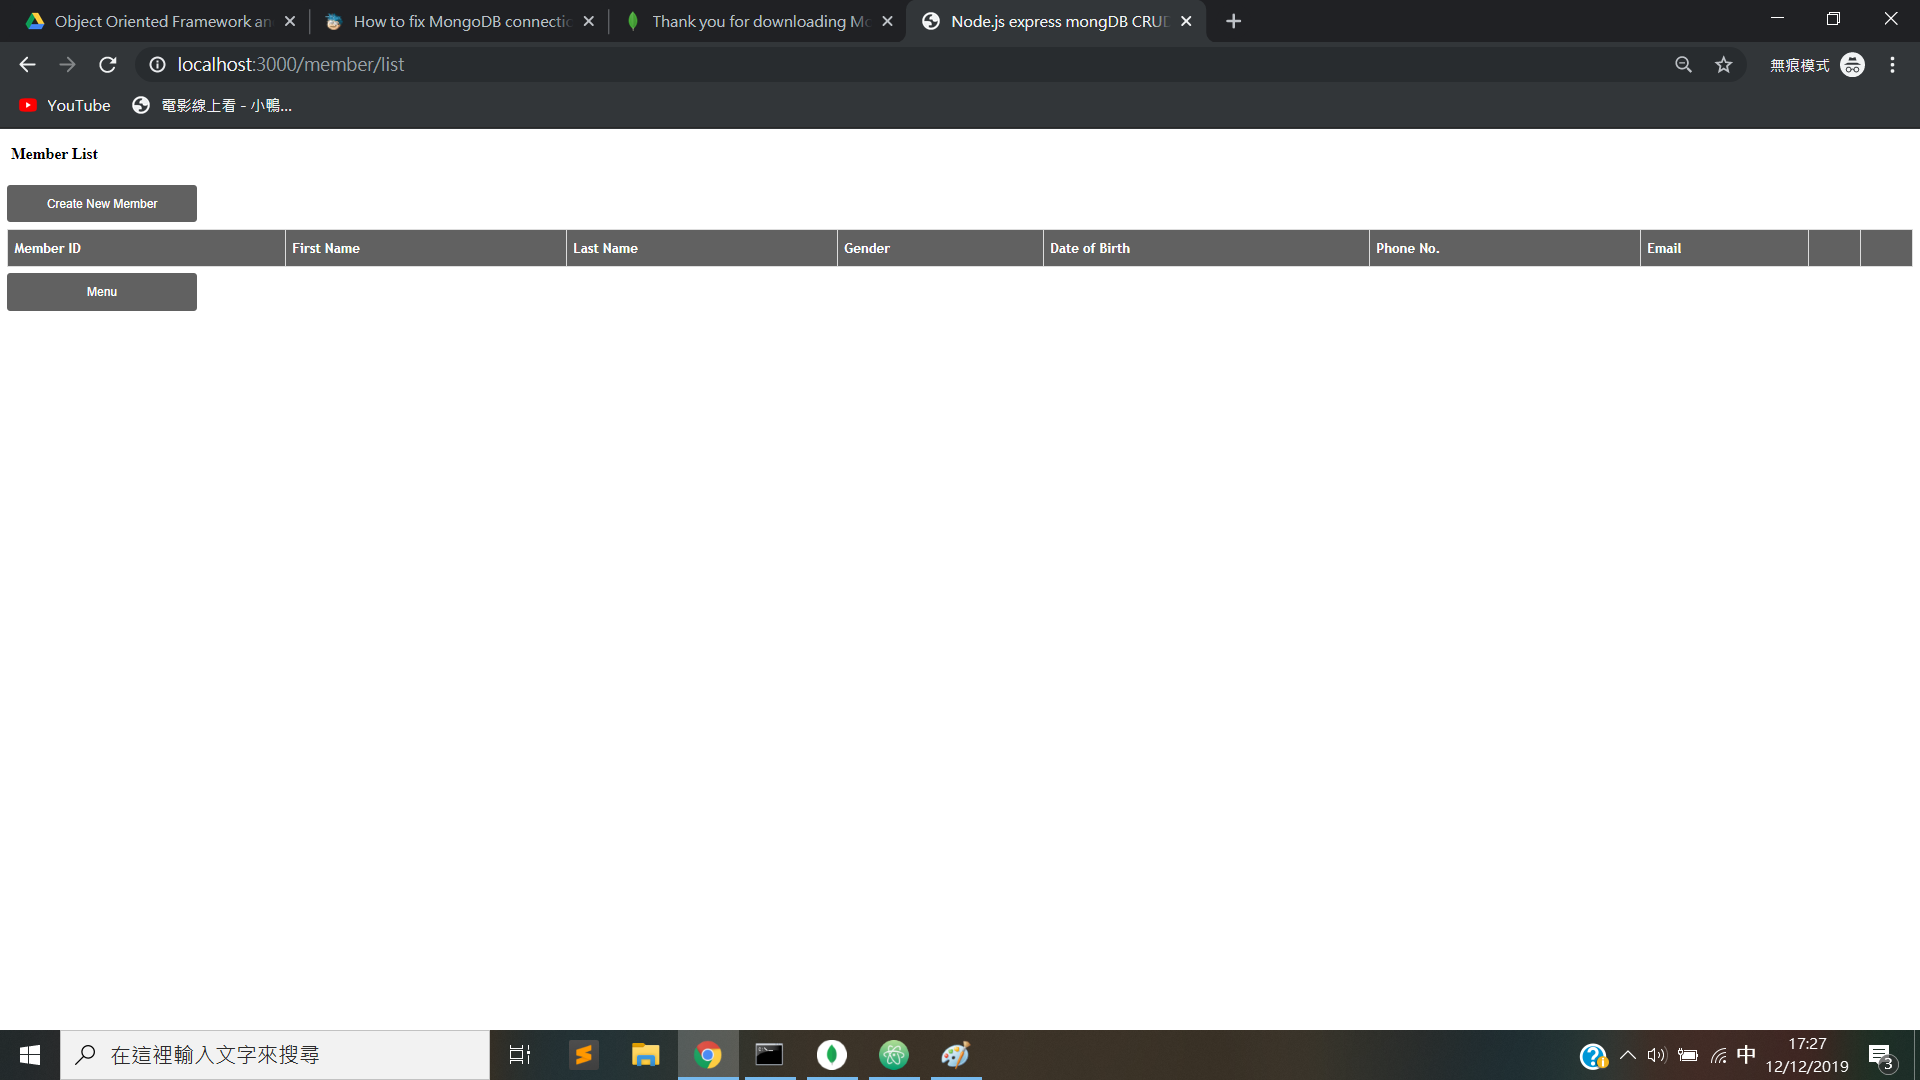 Object Oriented Framework an
How to fix MongoDB connectic
Thank you for downloading Mc
Node.js express mongDB CRUD
localhost:3000/member/list
無痕模式
YouTube
電影線上看 - 小鴨...
Member List
Create New Member
Member ID First Name Last Name Gender Date of Birth Phone No. Email
Menu
在這裡輸入文字來搜尋
中
17:27
12/12/2019
3